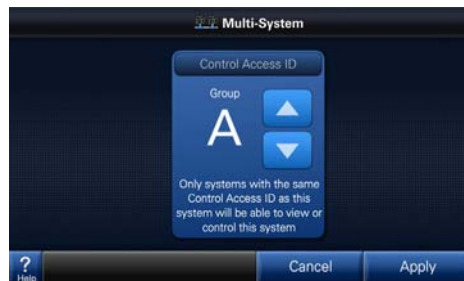 Multi-System
Control Access ID
Group
A
Only systems with the same
Control Access ID as this
system will be able to view or
control this system
?
Help
Cancel
Apply